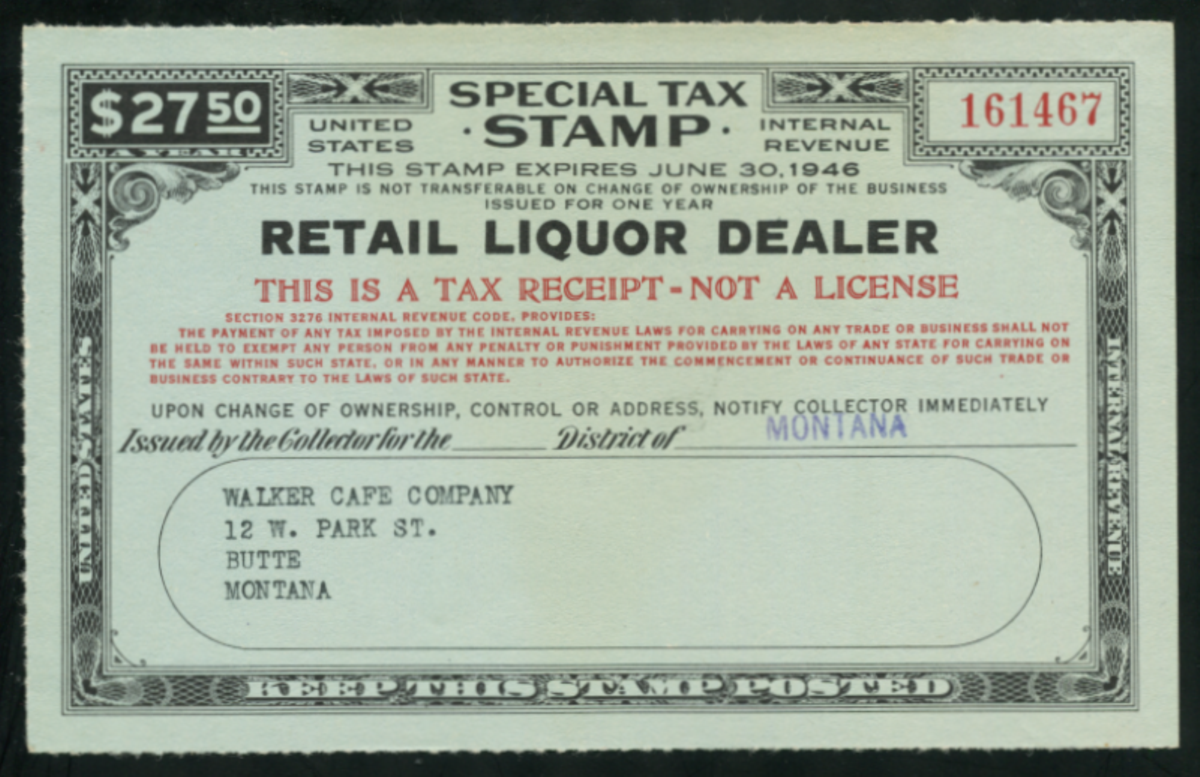 $27 50
A YEAR
SPECIAL TAX
· STAMP ·
UNITED STATES
INTERNAL REVENUE
161467
THIS STAMP EXPIRES JUNE 30, 1946
THIS STAMP IS NOT TRANSFERABLE ON CHANGE OF OWNERSHIP OF THE BUSINESS
ISSUED FOR ONE YEAR
RETAIL LIQUOR DEALER
THIS IS A TAX RECEIPT - NOT A LICENSE
SECTION 3276 INTERNAL REVENUE CODE, PROVIDES:
THE PAYMENT OF ANY TAX IMPOSED BY THE INTERNAL REVENUE LAWS FOR CARRYING ON ANY TRADE OR BUSINESS SHALL NOT
BE HELD TO EXEMPT ANY PERSON FROM ANY PENALTY OR PUNISHMENT PROVIDED BY THE LAWS OF ANY STATE FOR CARRYING ON
THE SAME WITHIN SUCH STATE, OR IN ANY MANNER TO AUTHORIZE THE COMMENCEMENT OR CONTINUANCE OF SUCH TRADE OR
BUSINESS CONTRARY TO THE LAWS OF SUCH STATE.
UPON CHANGE OF OWNERSHIP, CONTROL OR ADDRESS, NOTIFY COLLECTOR IMMEDIATELY
Issued by the Collector for the District of MONTANA
WALKER CAFE COMPANY
12 W. PARK ST.
BUTTE
MONTANA
UNITED STATES
INTERNAL REVENUE
KEEP THIS STAMP POSTED